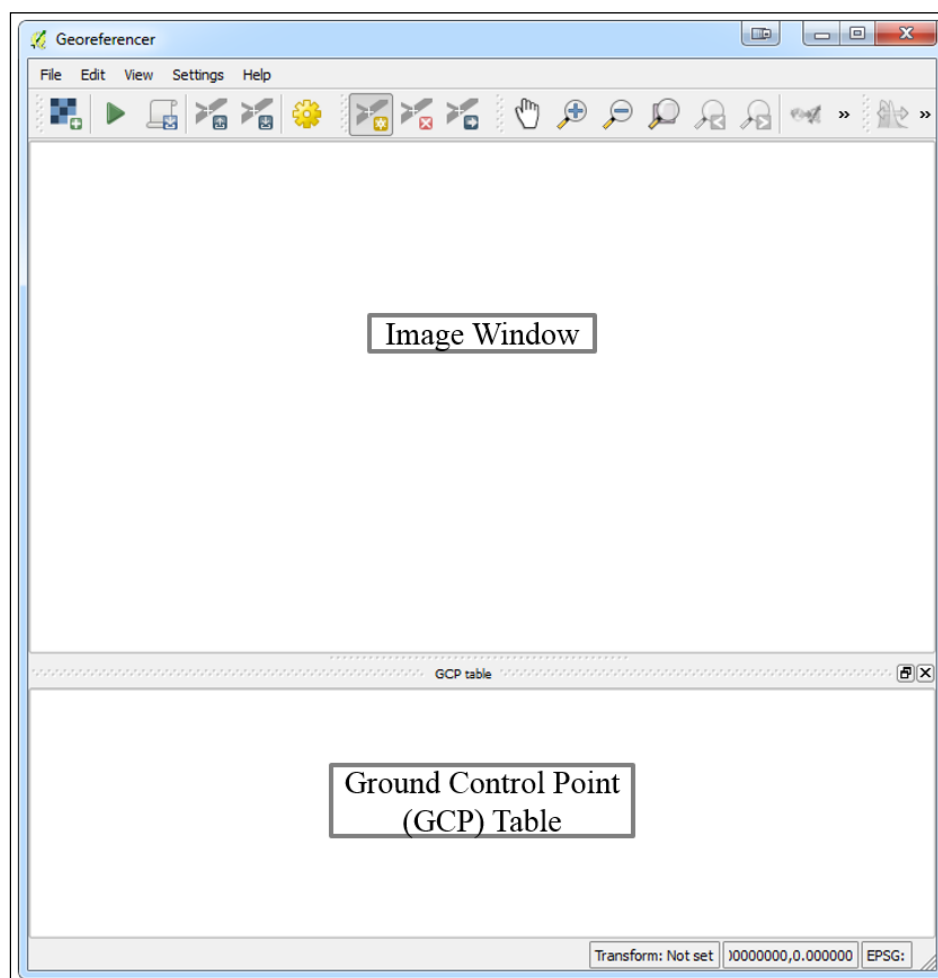 Georeferencer
File Edit View Settings Help
» »
Image Window
GCP table
Ground Control Point
(GCP) Table
Transform: Not set )0000000,0.000000 EPSG: